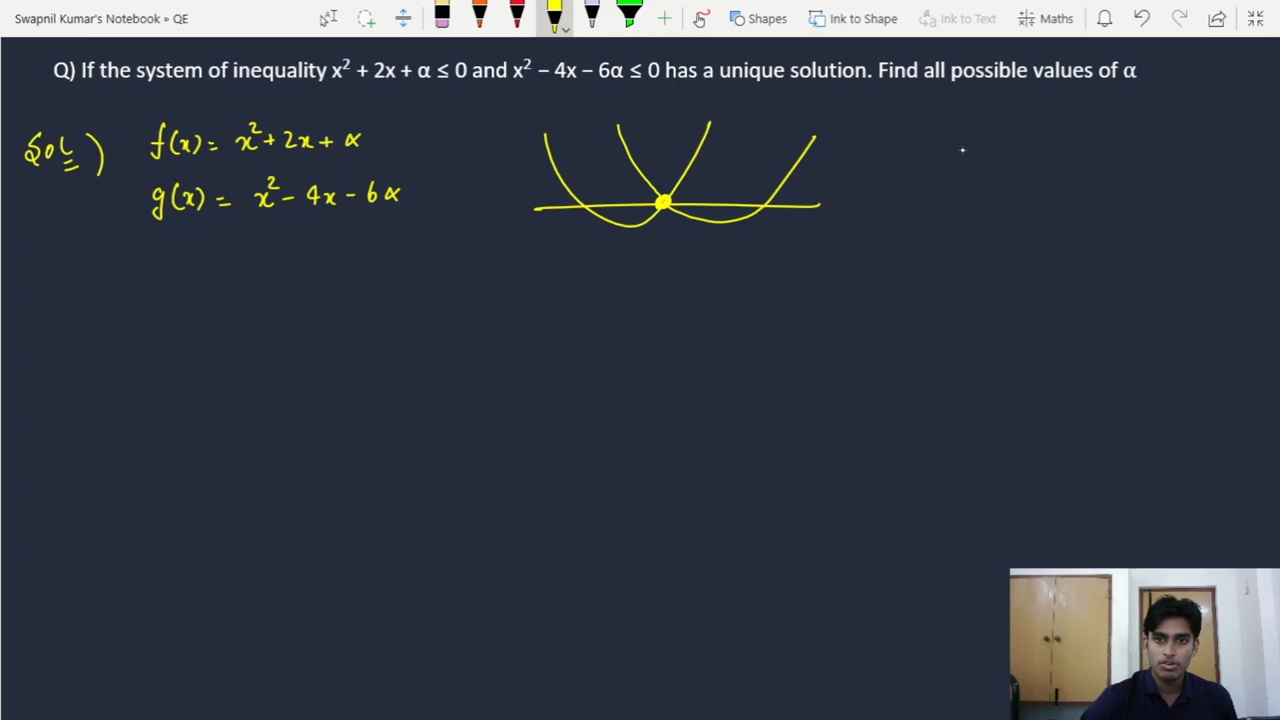 Swapnil Kumar's Notebook » QE
Shapes
Ink to Shape
Ink to Text
Maths
Q) If the system of inequality x² + 2x + α ≤ 0 and x² − 4x − 6α ≤ 0 has a unique solution. Find all possible values of α
Sol )
f(x) = x² + 2x + α
g(x) = x² - 4x - 6α